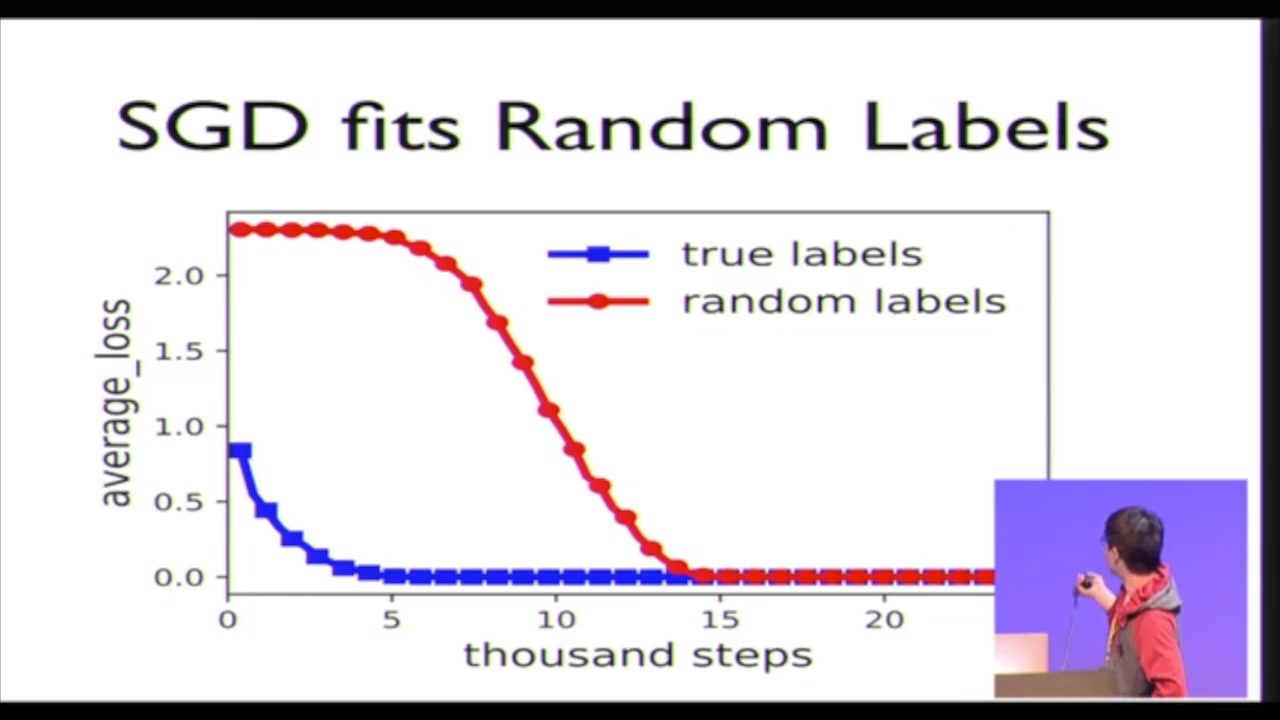 SGD fits Random Labels
true labels
random labels
average_loss
2.0
1.5
1.0
0.5
0.0
0 5 10 15 20
thousand steps